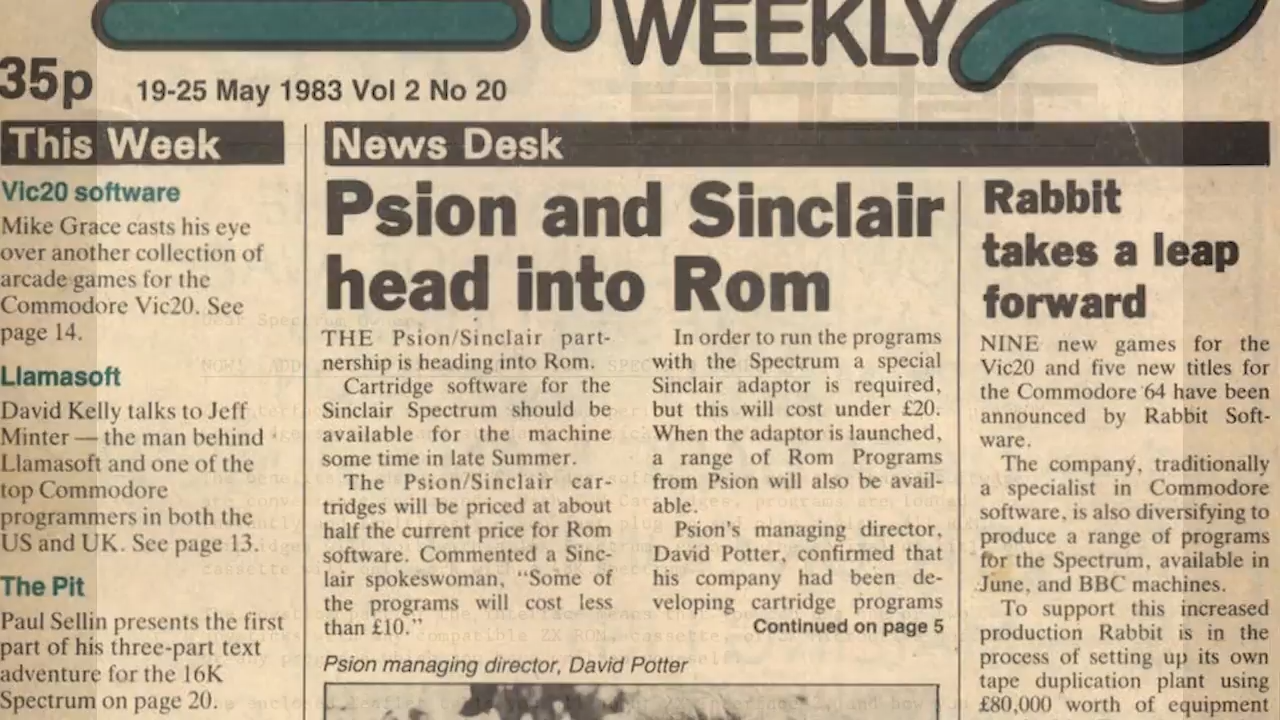 WEEKLY
35p
19-25 May 1983 Vol 2 No 20
This Week
Vic20 software
Mike Grace casts his eye
over another collection of
arcade games for the
Commodore Vic20. See
page 14.
Llamasoft
David Kelly talks to Jeff
Minter — the man behind
Llamasoft and one of the
top Commodore
programmers in both the
US and UK. See page 13.
The Pit
Paul Sellin presents the first
part of his three-part text
adventure for the 16K
Spectrum on page 20.
News Desk
Psion and Sinclair
head into Rom
THE Psion/Sinclair part-
nership is heading into Rom.
Cartridge software for the
Sinclair Spectrum should be
available for the machine
some time in late Summer.
The Psion/Sinclair car-
tridges will be priced at about
half the current price for Rom
software. Commented a Sinc-
lair spokeswoman, “Some of
the programs will cost less
than £10.”
In order to run the programs
with the Spectrum a special
Sinclair adaptor is required,
but this will cost under £20.
When the adaptor is launched,
a range of Rom Programs
from Psion will also be avail-
able.
Psion's managing director,
David Potter, confirmed that
his company had been de-
veloping cartridge programs
Continued on page 5
Psion managing director, David Potter
Rabbit
takes a leap
forward
NINE new games for the
Vic20 and five new titles for
the Commodore 64 have been
announced by Rabbit Soft-
ware.
The company, traditionally
a specialist in Commodore
software, is also diversifying to
produce a range of programs
for the Spectrum, available in
June, and BBC machines.
To support this increased
production Rabbit is in the
process of setting up its own
tape duplication plant using
£80,000 worth of equipment
sinclair